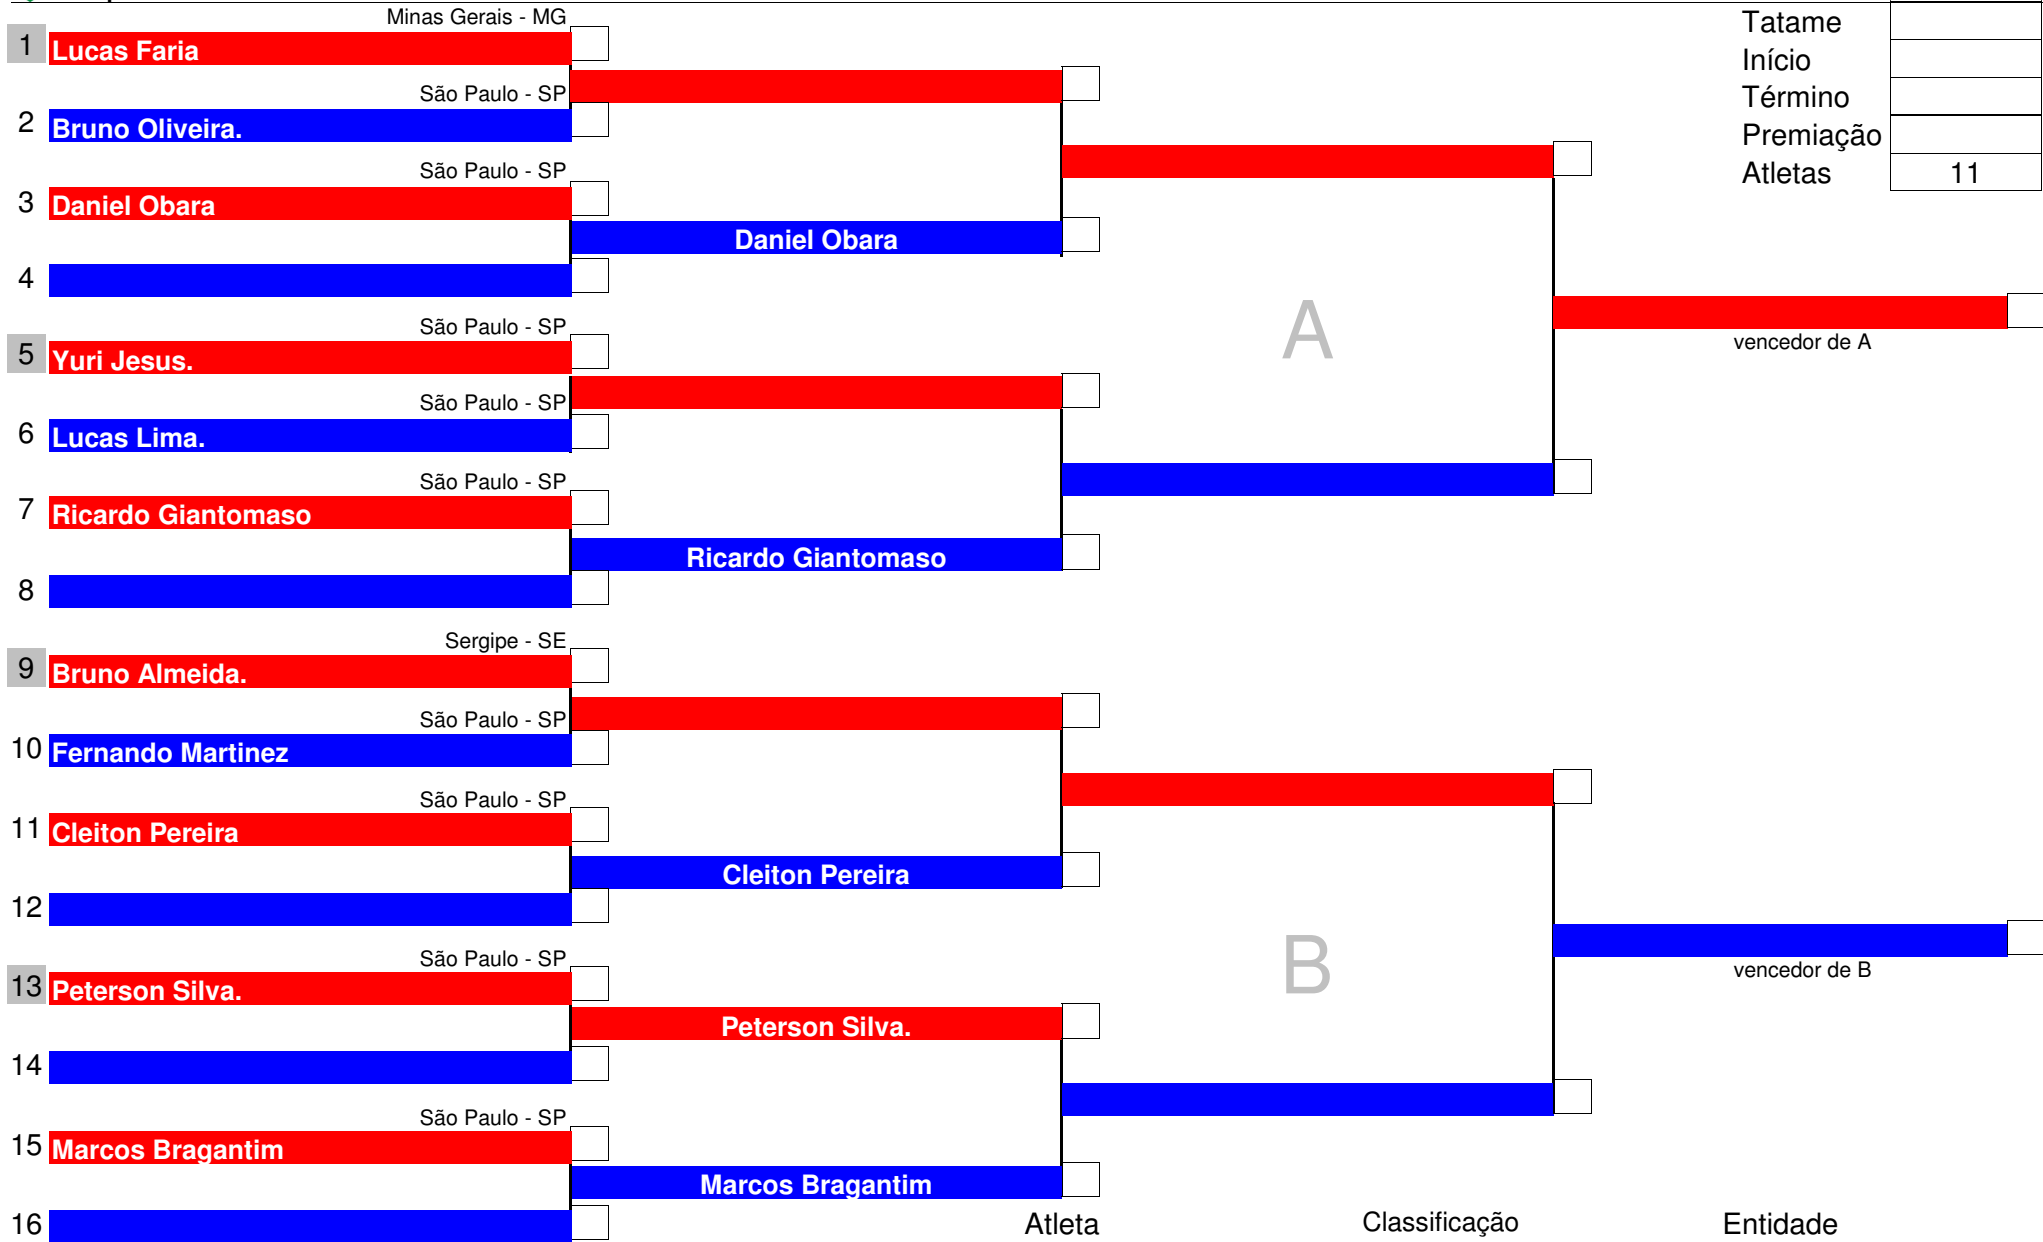 Minas Gerais - MG
1 Lucas Faria
São Paulo - SP
2 Bruno Oliveira.
São Paulo - SP
3 Daniel Obara
Daniel Obara
4
São Paulo - SP
5 Yuri Jesus.
São Paulo - SP
6 Lucas Lima.
São Paulo - SP
7 Ricardo Giantomaso
Ricardo Giantomaso
8
Sergipe - SE
9 Bruno Almeida.
São Paulo - SP
10 Fernando Martinez
São Paulo - SP
11 Cleiton Pereira
Cleiton Pereira
12
São Paulo - SP
13 Peterson Silva.
Peterson Silva.
14
São Paulo - SP
15 Marcos Bragantim
Marcos Bragantim
16
A
B
vencedor de A
vencedor de B
Tatame
Início
Término
Premiação
Atletas 11
Atleta Classificação Entidade